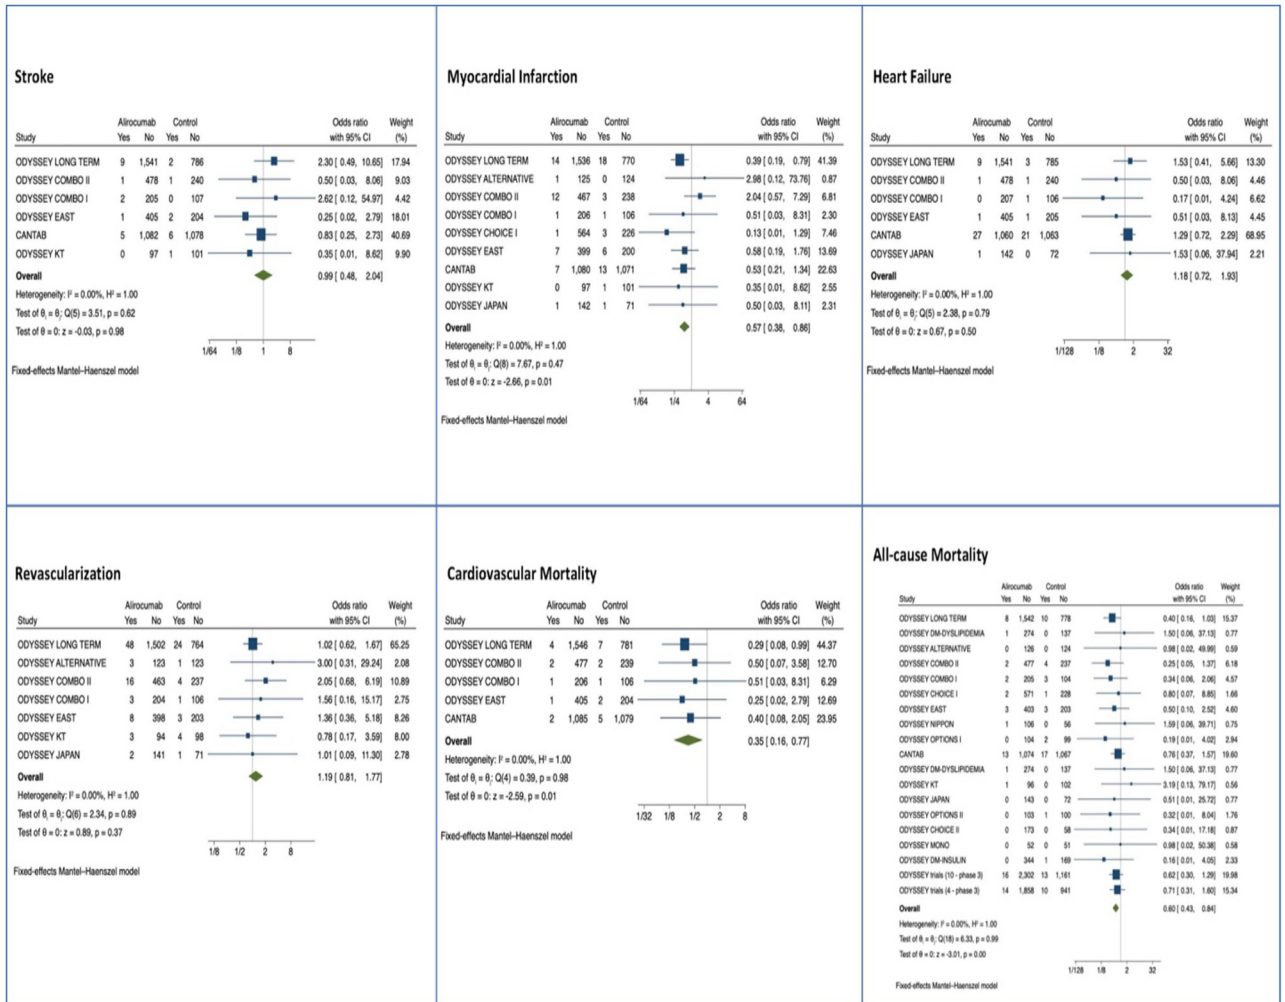 Stroke
Alirocumab Control Odds ratio Weight
Study Yes No Yes No with 95% CI (%)
ODYSSEY LONG TERM 9 1,541 2 786 2.30 [ 0.49, 10.65] 17.94
ODYSSEY COMBO II 1 478 1 240 0.50 [ 0.03, 8.06] 9.03
ODYSSEY COMBO I 2 205 0 107 2.62 [ 0.12, 54.97] 4.42
ODYSSEY EAST 1 405 2 204 0.25 [ 0.02, 2.79] 18.01
CANTAB 5 1,082 6 1,078 0.83 [ 0.25, 2.73] 40.69
ODYSSEY KT 0 97 1 101 0.35 [ 0.01, 8.62] 9.90
Overall 0.99 [ 0.48, 2.04]
Heterogeneity: I² = 0.00%, H² = 1.00
Test of θᵢ = θⱼ: Q(5) = 3.51, p = 0.62
Test of θ = 0: z = -0.03, p = 0.98
1/64 1/8 1 8
Fixed-effects Mantel–Haenszel model
Myocardial Infarction
Alirocumab Control Odds ratio Weight
Study Yes No Yes No with 95% CI (%)
ODYSSEY LONG TERM 14 1,536 18 770 0.39 [ 0.19, 0.79] 41.39
ODYSSEY ALTERNATIVE 1 125 0 124 2.98 [ 0.12, 73.76] 0.87
ODYSSEY COMBO II 12 467 3 238 2.04 [ 0.57, 7.29] 6.81
ODYSSEY COMBO I 1 206 1 106 0.51 [ 0.03, 8.31] 2.30
ODYSSEY CHOICE I 1 564 3 226 0.13 [ 0.01, 1.29] 7.46
ODYSSEY EAST 7 399 6 200 0.58 [ 0.19, 1.76] 13.69
CANTAB 7 1,080 13 1,071 0.53 [ 0.21, 1.34] 22.63
ODYSSEY KT 0 97 1 101 0.35 [ 0.01, 8.62] 2.55
ODYSSEY JAPAN 1 142 1 71 0.50 [ 0.03, 8.11] 2.31
Overall 0.57 [ 0.38, 0.86]
Heterogeneity: I² = 0.00%, H² = 1.00
Test of θᵢ = θⱼ: Q(8) = 7.67, p = 0.47
Test of θ = 0: z = -2.66, p = 0.01
1/64 1/4 4 64
Fixed-effects Mantel–Haenszel model
Heart Failure
Alirocumab Control Odds ratio Weight
Study Yes No Yes No with 95% CI (%)
ODYSSEY LONG TERM 9 1,541 3 785 1.53 [ 0.41, 5.66] 13.30
ODYSSEY COMBO II 1 478 1 240 0.50 [ 0.03, 8.06] 4.46
ODYSSEY COMBO I 0 207 1 106 0.17 [ 0.01, 4.24] 6.62
ODYSSEY EAST 1 405 1 205 0.51 [ 0.03, 8.13] 4.45
CANTAB 27 1,060 21 1,063 1.29 [ 0.72, 2.29] 68.95
ODYSSEY JAPAN 1 142 0 72 1.53 [ 0.06, 37.94] 2.21
Overall 1.18 [ 0.72, 1.93]
Heterogeneity: I² = 0.00%, H² = 1.00
Test of θᵢ = θⱼ: Q(5) = 2.38, p = 0.79
Test of θ = 0: z = 0.67, p = 0.50
1/128 1/8 2 32
Fixed-effects Mantel–Haenszel model
Revascularization
Alirocumab Control Odds ratio Weight
Study Yes No Yes No with 95% CI (%)
ODYSSEY LONG TERM 48 1,502 24 764 1.02 [ 0.62, 1.67] 65.25
ODYSSEY ALTERNATIVE 3 123 1 123 3.00 [ 0.31, 29.24] 2.08
ODYSSEY COMBO II 16 463 4 237 2.05 [ 0.68, 6.19] 10.89
ODYSSEY COMBO I 3 204 1 106 1.56 [ 0.16, 15.17] 2.75
ODYSSEY EAST 8 398 3 203 1.36 [ 0.36, 5.18] 8.26
ODYSSEY KT 3 94 4 98 0.78 [ 0.17, 3.59] 8.00
ODYSSEY JAPAN 2 141 1 71 1.01 [ 0.09, 11.30] 2.78
Overall 1.19 [ 0.81, 1.77]
Heterogeneity: I² = 0.00%, H² = 1.00
Test of θᵢ = θⱼ: Q(6) = 2.34, p = 0.89
Test of θ = 0: z = 0.89, p = 0.37
1/8 1/2 2 8
Fixed-effects Mantel–Haenszel model
Cardiovascular Mortality
Alirocumab Control Odds ratio Weight
Study Yes No Yes No with 95% CI (%)
ODYSSEY LONG TERM 4 1,546 7 781 0.29 [ 0.08, 0.99] 44.37
ODYSSEY COMBO II 2 477 2 239 0.50 [ 0.07, 3.58] 12.70
ODYSSEY COMBO I 1 206 1 106 0.51 [ 0.03, 8.31] 6.29
ODYSSEY EAST 1 405 2 204 0.25 [ 0.02, 2.79] 12.69
CANTAB 2 1,085 5 1,079 0.40 [ 0.08, 2.05] 23.95
Overall 0.35 [ 0.16, 0.77]
Heterogeneity: I² = 0.00%, H² = 1.00
Test of θᵢ = θⱼ: Q(4) = 0.39, p = 0.98
Test of θ = 0: z = -2.59, p = 0.01
1/32 1/8 1/2 2 8
Fixed-effects Mantel–Haenszel model
All-cause Mortality
Alirocumab Control Odds ratio Weight
Study Yes No Yes No with 95% CI (%)
ODYSSEY LONG TERM 8 1,542 10 778 0.40 [ 0.16, 1.03] 15.37
ODYSSEY DM-DYSLIPIDEMIA 1 274 0 137 1.50 [ 0.06, 37.13] 0.77
ODYSSEY ALTERNATIVE 0 126 0 124 0.98 [ 0.02, 49.99] 0.59
ODYSSEY COMBO II 2 477 4 237 0.25 [ 0.05, 1.37] 6.18
ODYSSEY COMBO I 2 205 3 104 0.34 [ 0.06, 2.06] 4.57
ODYSSEY CHOICE I 2 571 1 228 0.80 [ 0.07, 8.85] 1.66
ODYSSEY EAST 3 403 3 203 0.50 [ 0.10, 2.52] 4.60
ODYSSEY NIPPON 1 106 0 56 1.59 [ 0.06, 39.71] 0.75
ODYSSEY OPTIONS I 0 104 2 99 0.19 [ 0.01, 4.02] 2.94
CANTAB 13 1,074 17 1,067 0.76 [ 0.37, 1.57] 19.60
ODYSSEY DM-DYSLIPIDEMIA 1 274 0 137 1.50 [ 0.06, 37.13] 0.77
ODYSSEY KT 1 96 0 102 3.19 [ 0.13, 79.17] 0.56
ODYSSEY JAPAN 0 143 0 72 0.51 [ 0.01, 25.72] 0.77
ODYSSEY OPTIONS II 0 103 1 100 0.32 [ 0.01, 8.04] 1.76
ODYSSEY CHOICE II 0 173 0 58 0.34 [ 0.01, 17.18] 0.87
ODYSSEY MONO 0 52 0 51 0.98 [ 0.02, 50.38] 0.58
ODYSSEY DM-INSULIN 0 344 1 169 0.16 [ 0.01, 4.05] 2.33
ODYSSEY trials (10 - phase 3) 16 2,302 13 1,161 0.62 [ 0.30, 1.29] 19.98
ODYSSEY trials (4 - phase 3) 14 1,858 10 941 0.71 [ 0.31, 1.60] 15.34
Overall 0.60 [ 0.43, 0.84]
Heterogeneity: I² = 0.00%, H² = 1.00
Test of θᵢ = θⱼ: Q(18) = 6.33, p = 0.99
Test of θ = 0: z = -3.01, p = 0.00
1/128 1/8 2 32
Fixed-effects Mantel–Haenszel model